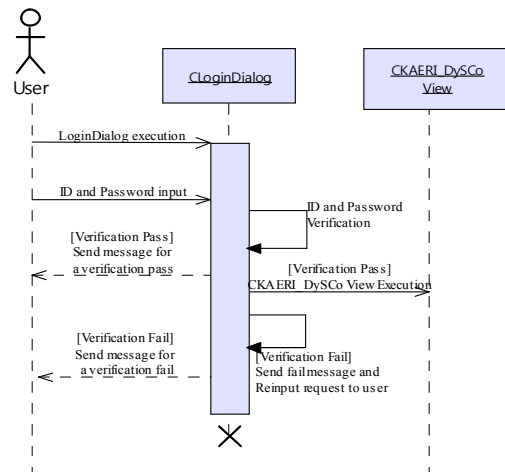 User
CLoginDialog
CKAERI_DySCo
View
LoginDialog execution
ID and Password input
ID and Password
Verification
[Verification Pass]
Send message for
a verification pass
[Verification Pass]
CKAERI_DySCo View Execution
[Verification Fail]
Send message for
a verification fail
[Verification Fail]
Send fail message and
Reinput request to user